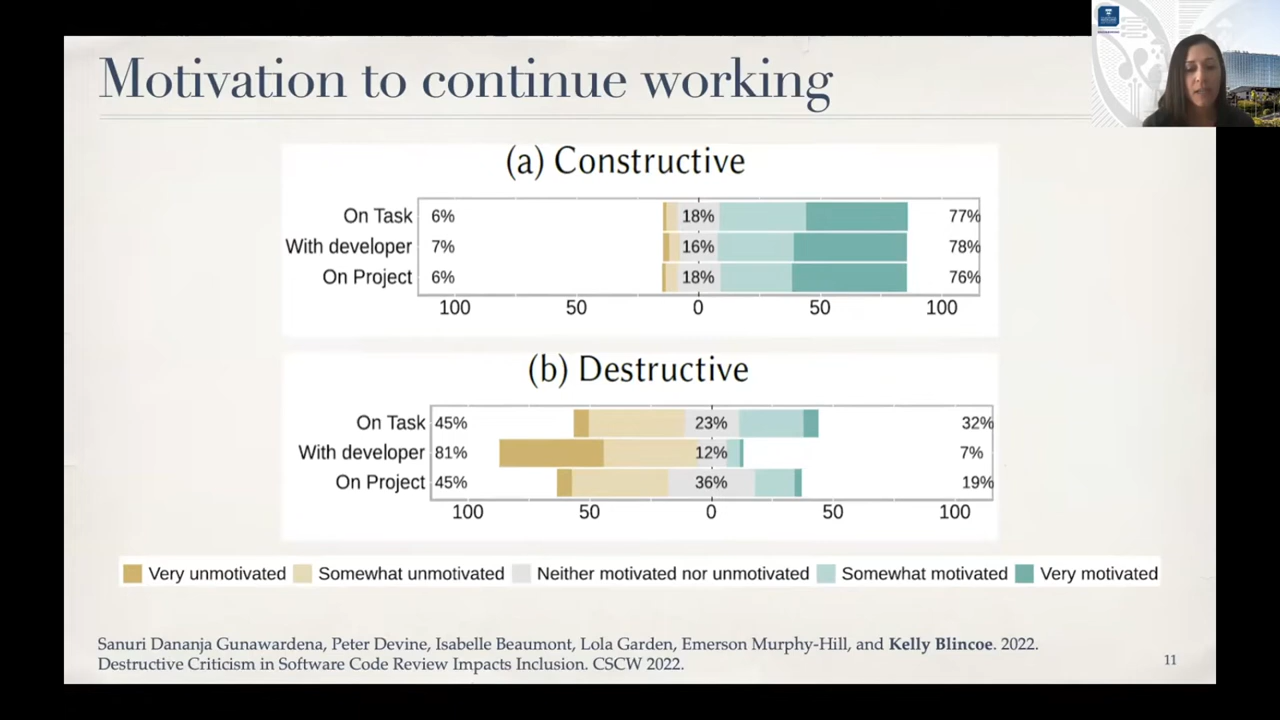 Motivation to continue working
(a) Constructive
On Task 6% 18% 77%
With developer 7% 16% 78%
On Project 6% 18% 76%
100 50 0 50 100
(b) Destructive
On Task 45% 23% 32%
With developer 81% 12% 7%
On Project 45% 36% 19%
100 50 0 50 100
Very unmotivated Somewhat unmotivated Neither motivated nor unmotivated Somewhat motivated Very motivated
Sanuri Dananja Gunawardena, Peter Devine, Isabelle Beaumont, Lola Garden, Emerson Murphy-Hill, and Kelly Blincoe. 2022.
Destructive Criticism in Software Code Review Impacts Inclusion. CSCW 2022.
11